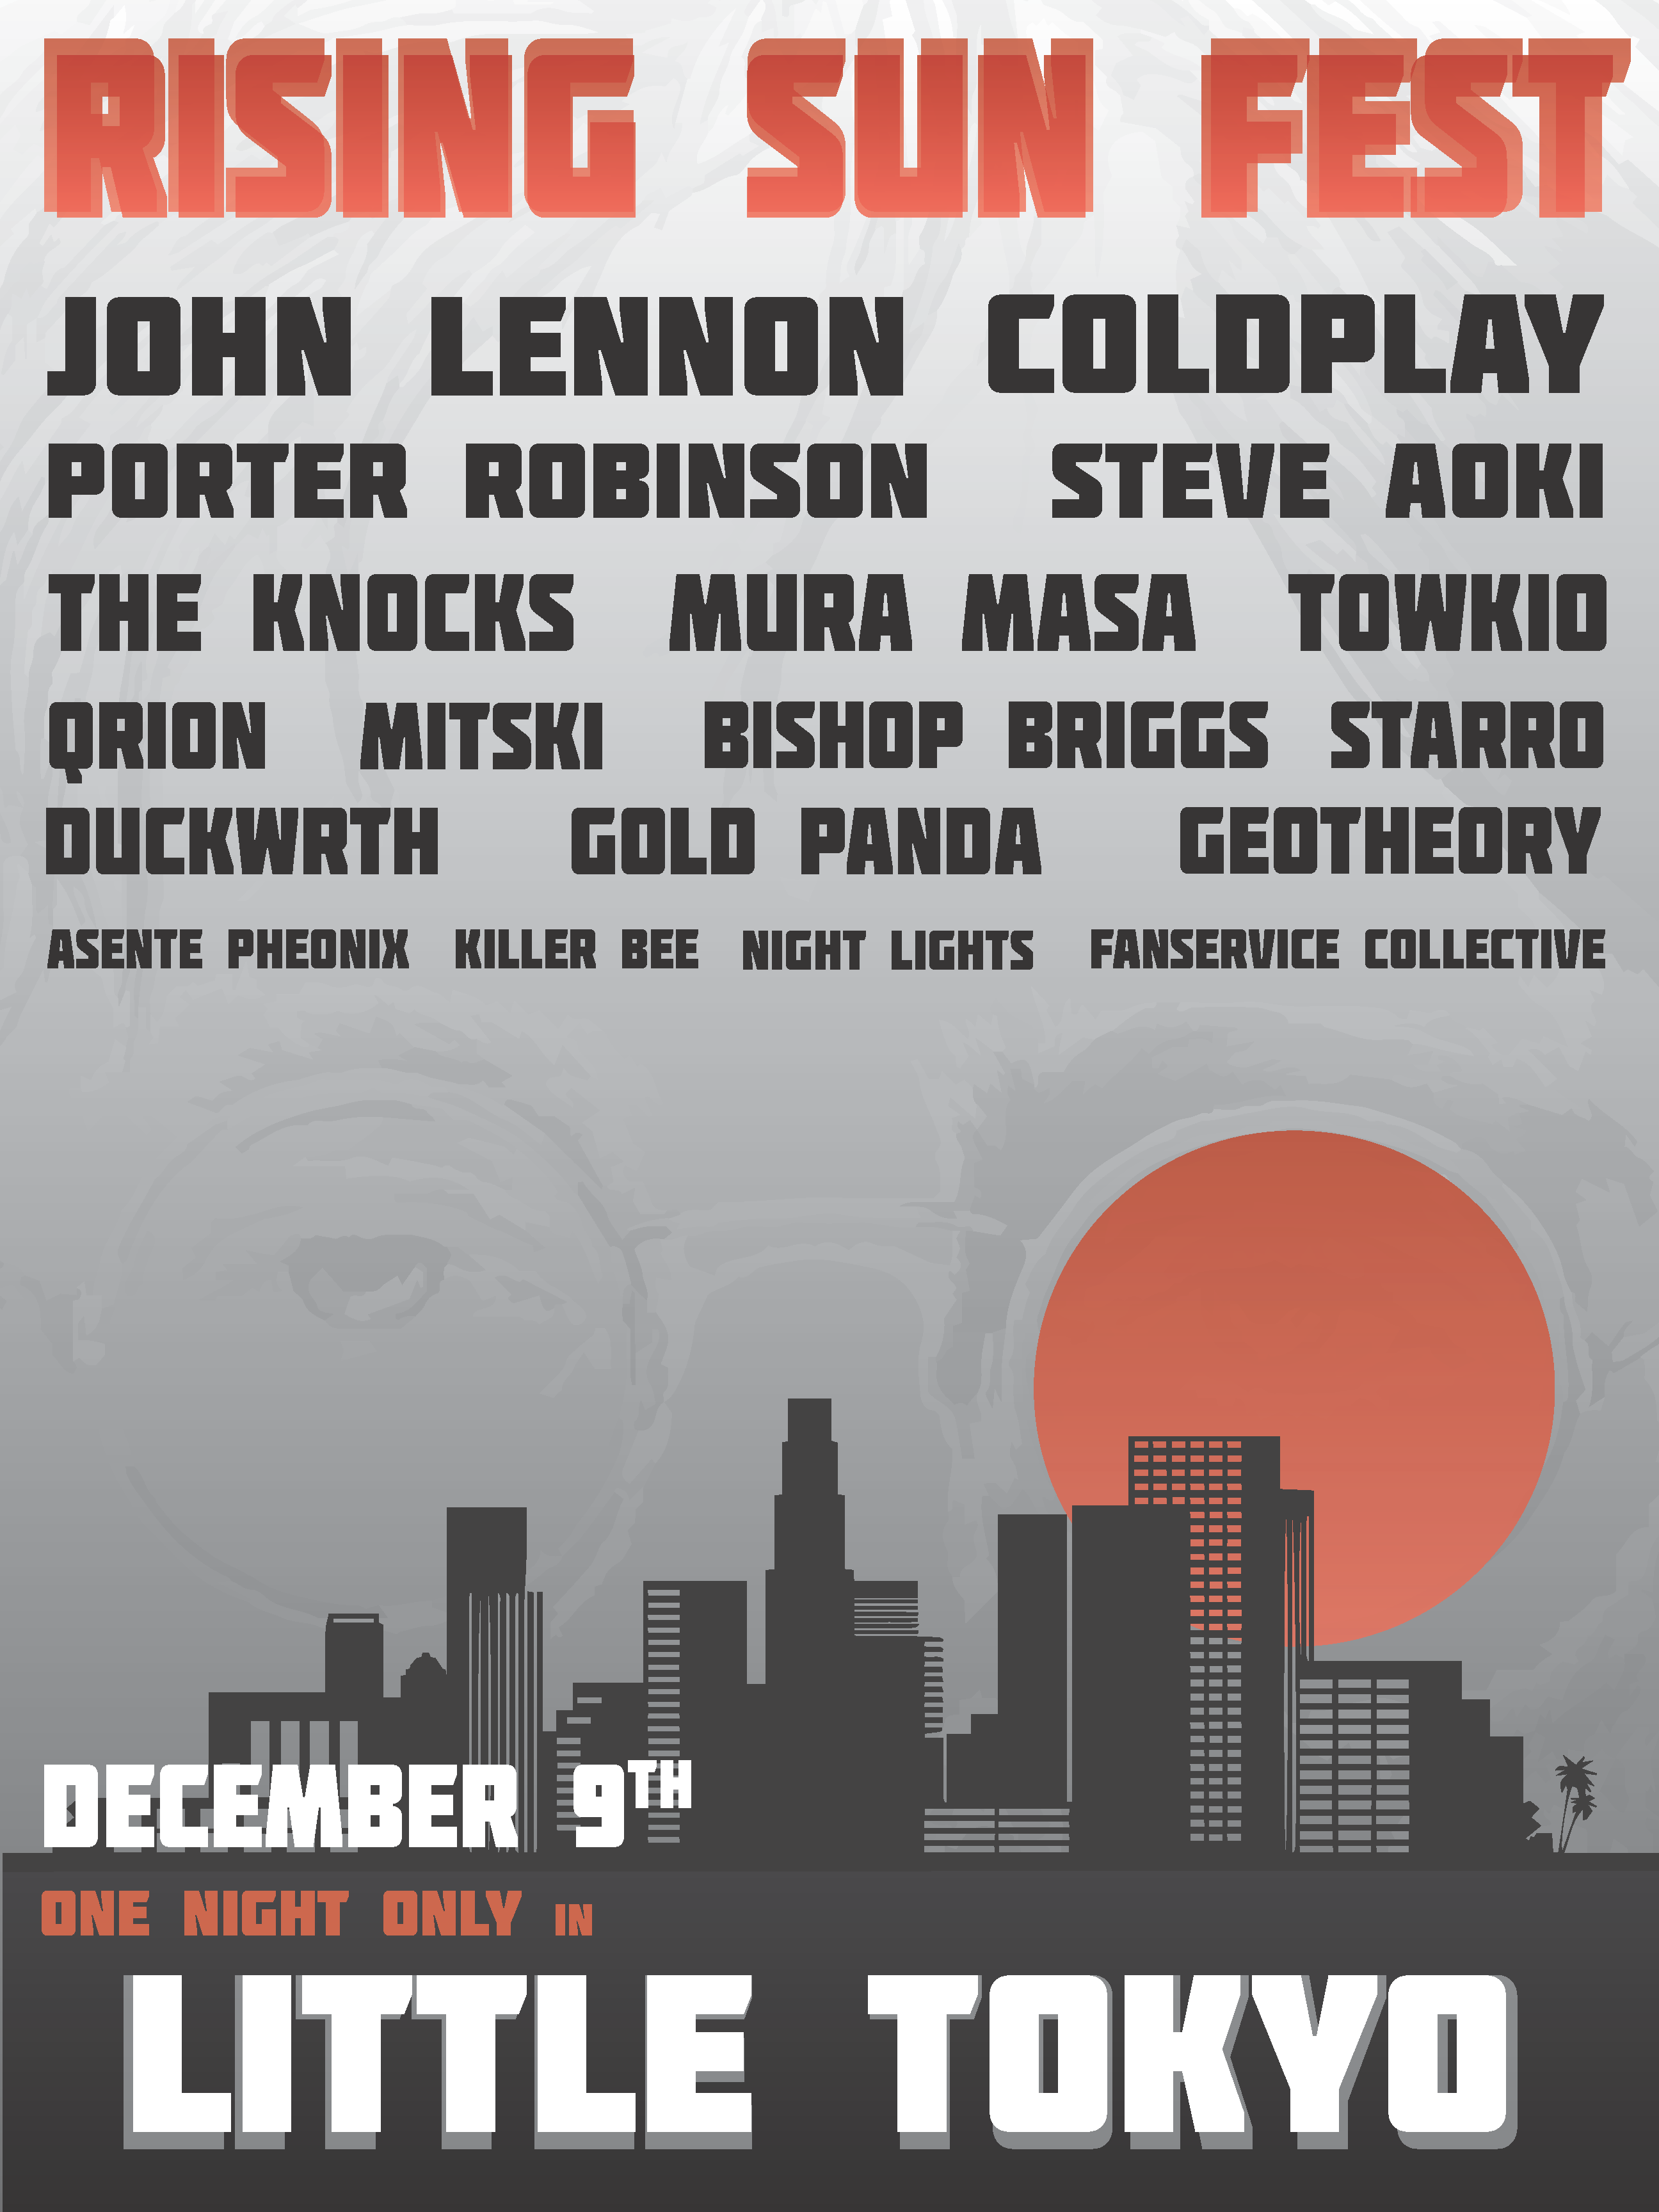 RISING SUN FEST
JOHN LENNON COLDPLAY
PORTER ROBINSON STEVE AOKI
THE KNOCKS MURA MASA TOWKIO
QRION MITSKI BISHOP BRIGGS STARRO
DUCKWRTH GOLD PANDA GEOTHEORY
ASENTE PHEONIX KILLER BEE NIGHT LIGHTS FANSERVICE COLLECTIVE
DECEMBER 9TH
ONE NIGHT ONLY IN
LITTLE TOKYO